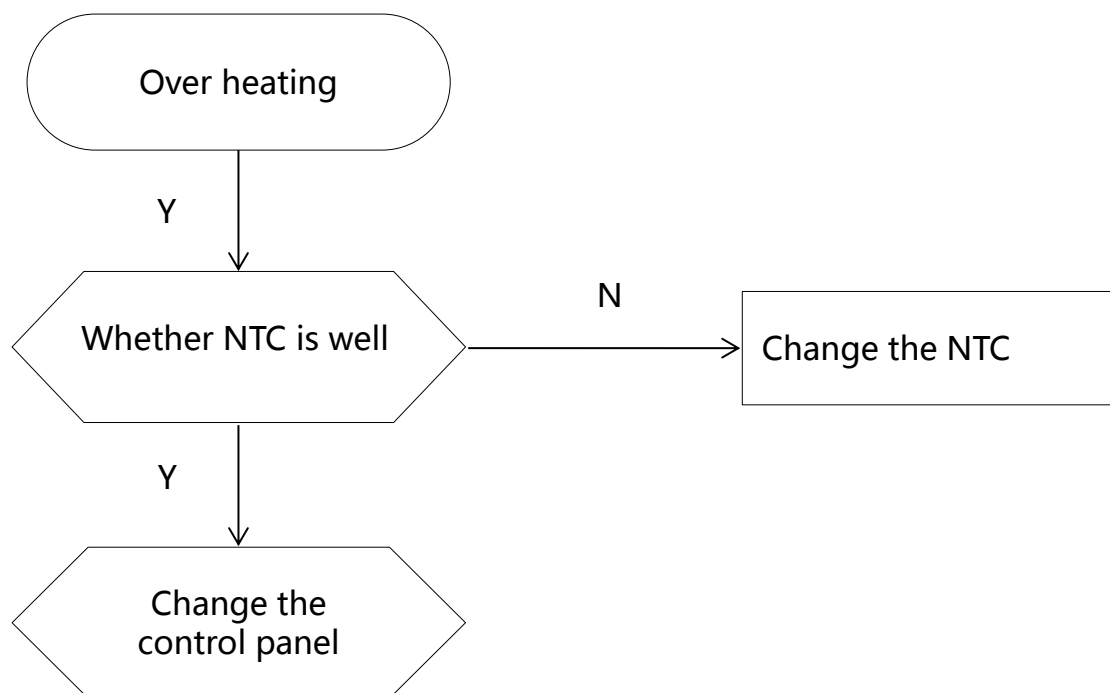 Over heating
Y
Whether NTC is well
N
Change the NTC
Y
Change the
control panel